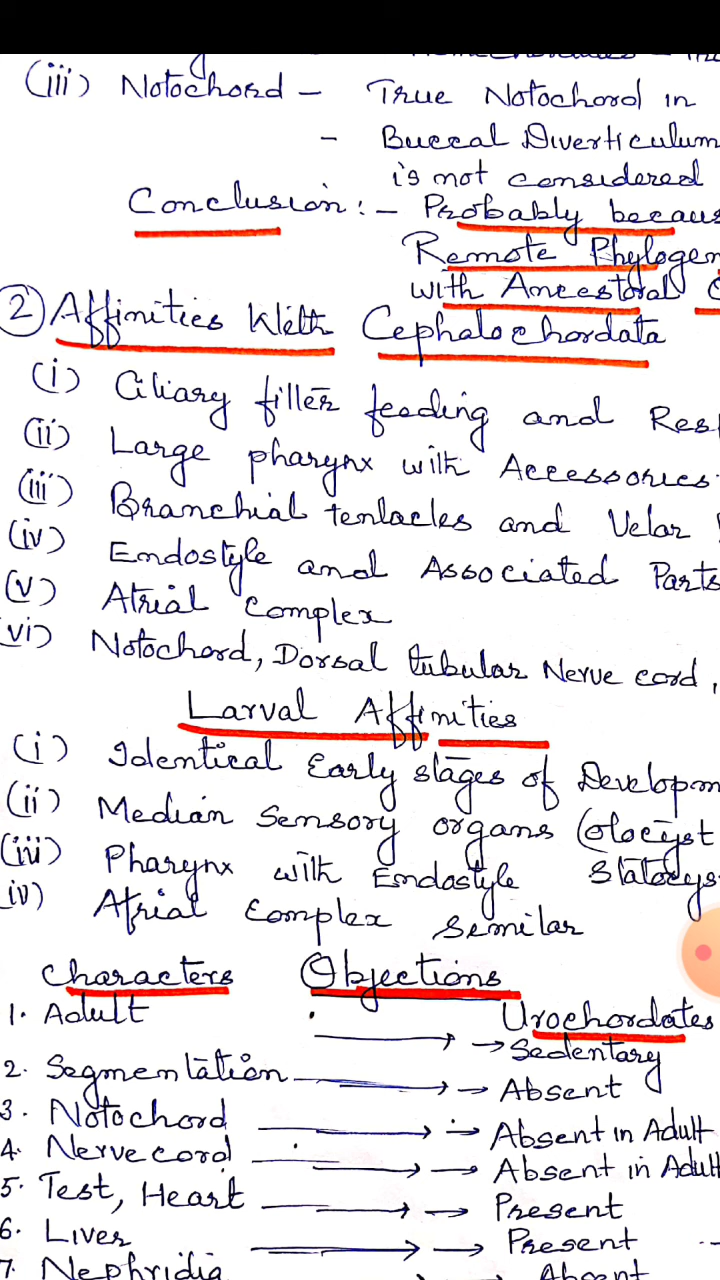 (iii) Notochord – True Notochord in
– Buccal Diverticulum
is not considered
Conclusion :– Probably becaus
Remote Phylogen
with Ancestoral
② Affinities With Cephalochordata
(i) Ciliary filter feeding and Resp
(ii) Large pharynx with Accessories.
(iii) Branchial tentacles and Velar
(iv) Endostyle and Associated Parts
(v) Atrial Complex
(vi) Notochord, Dorsal tubular Nerve cord,
Larval Affinities
(i) Identical Early stages of Developm
(ii) Median Sensory organs (otocyst
(iii) Pharynx with Endostyle Statocys
(iv) Atrial Complex Similar
Characters Objections
Urochordates
1. Adult → → Sedentary
2. Segmentation → → Absent
3. Notochord → → Absent in Adult
4. Nerve cord → → Absent in Adult
5. Test, Heart → → Present
6. Liver → → Present
7. Nephridia → → Absent